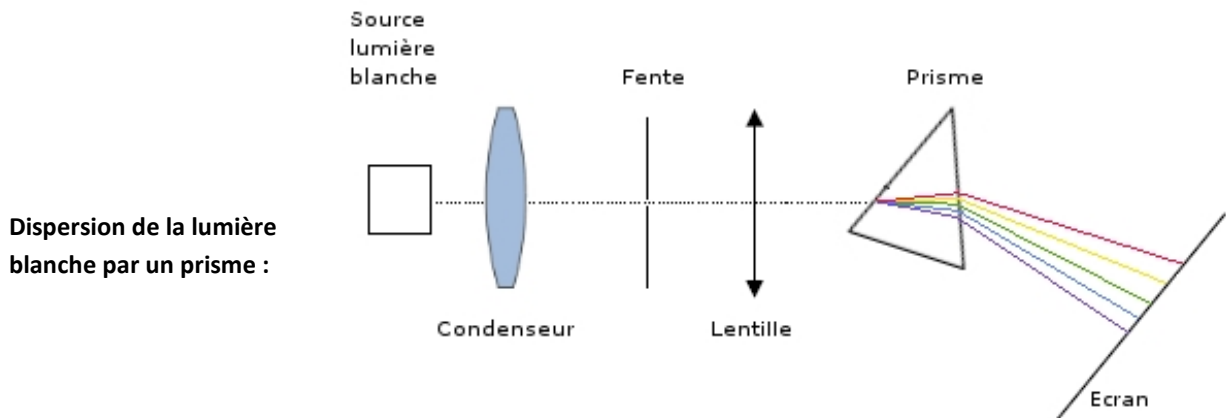 Source
lumière
blanche
Fente
Prisme
Dispersion de la lumière
blanche par un prisme :
Condenseur
Lentille
Ecran